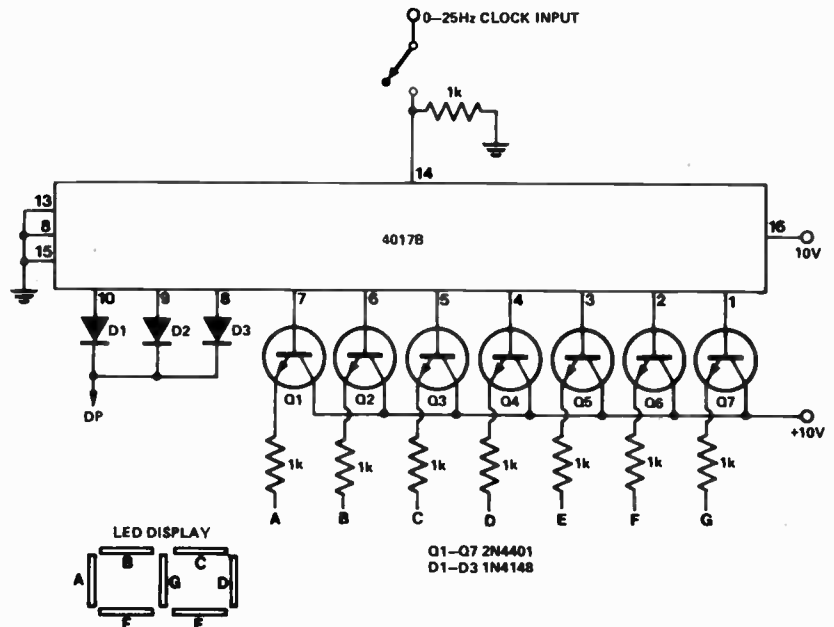 0–25Hz CLOCK INPUT
1k
14
13
8
15
4017B
16
10V
10 9 8 7 6 5 4 3 2 1
D1 D2 D3
Q1 Q2 Q3 Q4 Q5 Q6 Q7
DP
+10V
1k 1k 1k 1k 1k 1k 1k
A B C D E F G
LED DISPLAY
Q1–Q7 2N4401
D1–D3 1N4148
B C
A G D